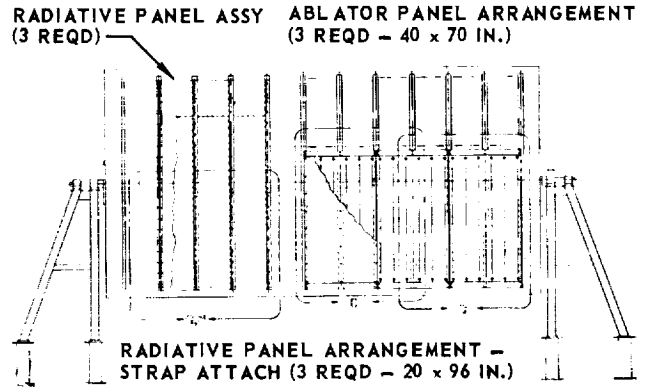 RADIATIVE PANEL ASSY
(3 REQD)
ABLATOR PANEL ARRANGEMENT
(3 REQD – 40 x 70 IN.)
RADIATIVE PANEL ARRANGEMENT –
STRAP ATTACH (3 REQD – 20 x 96 IN.)